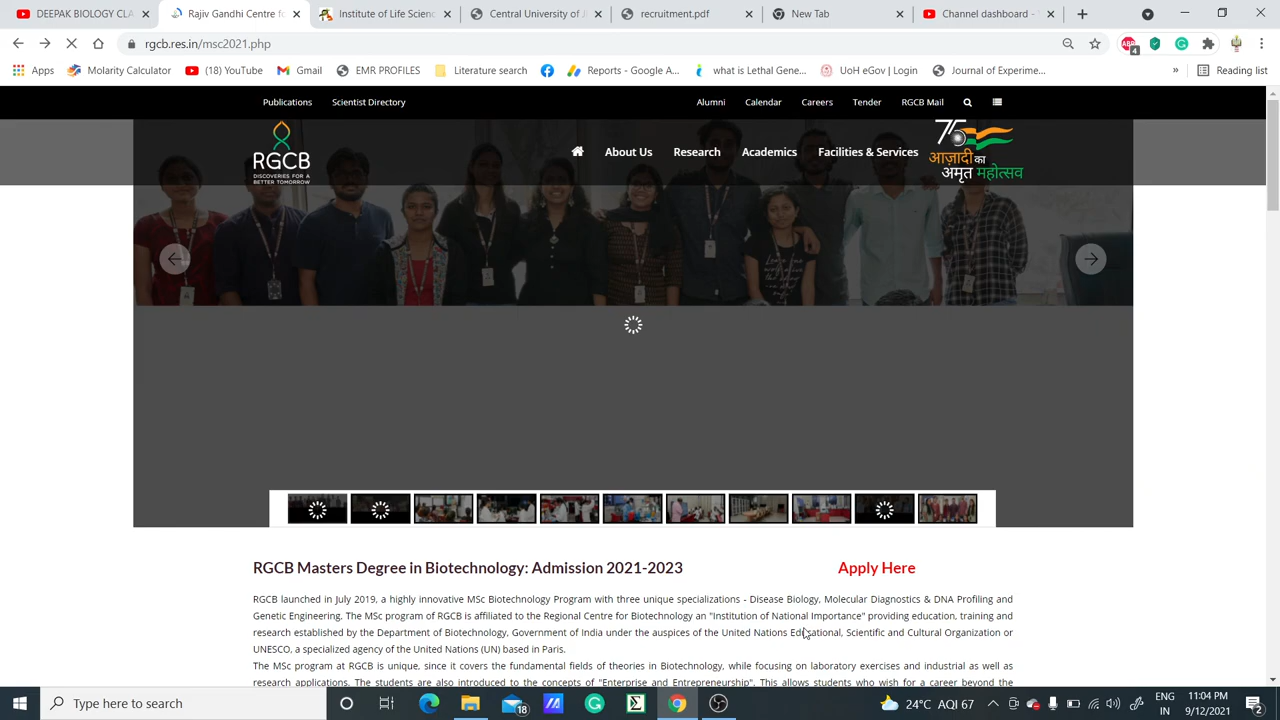 DEEPAK BIOLOGY CLA
Rajiv Gandhi Centre fo
Institute of Life Scienc
Central University of J
recruitment.pdf
New Tab
Channel dashboard -
rgcb.res.in/msc2021.php
ABP
4
Apps
Molarity Calculator
(18) YouTube
Gmail
EMR PROFILES
Literature search
Reports - Google A...
what is Lethal Gene...
UoH eGov | Login
Journal of Experime...
»
Reading list
Publications
Scientist Directory
Alumni
Calendar
Careers
Tender
RGCB Mail
RGCB
DISCOVERIES FOR A
BETTER TOMORROW
About Us
Research
Academics
Facilities & Services
75
आज़ादी का
अमृत महोत्सव
RGCB Masters Degree in Biotechnology: Admission 2021-2023
Apply Here
RGCB launched in July 2019, a highly innovative MSc Biotechnology Program with three unique specializations - Disease Biology, Molecular Diagnostics & DNA Profiling and
Genetic Engineering. The MSc program of RGCB is affiliated to the Regional Centre for Biotechnology an "Institution of National Importance" providing education, training and
research established by the Department of Biotechnology, Government of India under the auspices of the United Nations Educational, Scientific and Cultural Organization or
UNESCO, a specialized agency of the United Nations (UN) based in Paris.
The MSc program at RGCB is unique, since it covers the fundamental fields of theories in Biotechnology, while focusing on laboratory exercises and industrial as well as
research applications. The students are also introduced to the concepts of "Enterprise and Entrepreneurship". This allows students who wish for a career beyond the
Type here to search
18
24°C AQI 67
ENG
IN
11:04 PM
9/12/2021
2